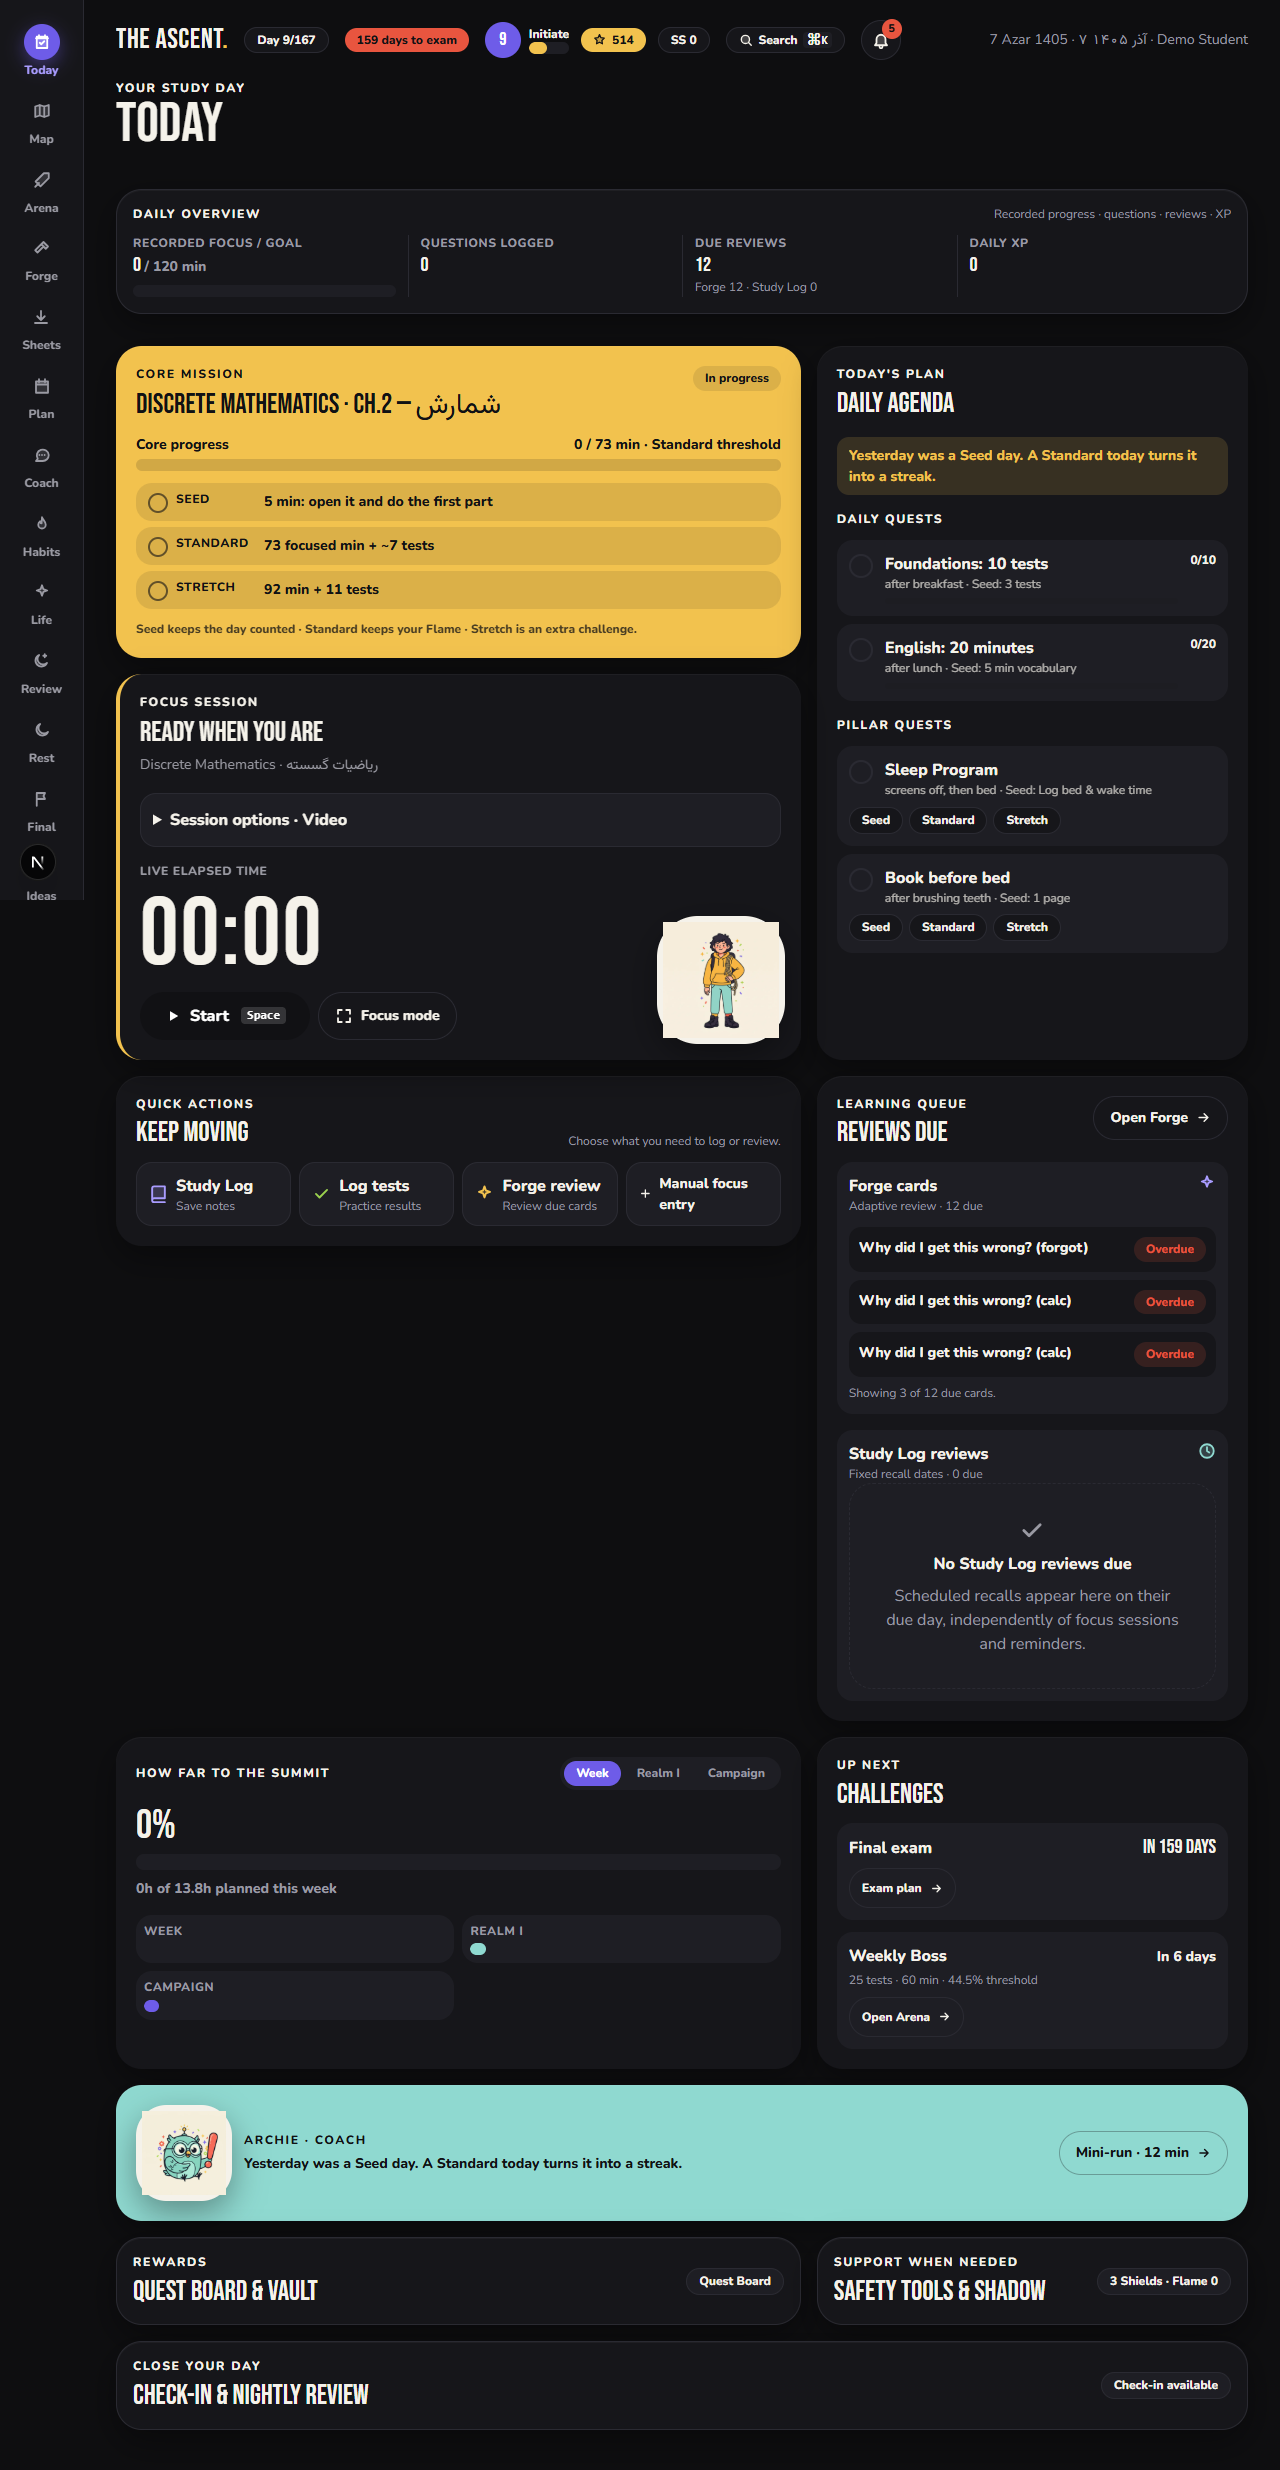 THE ASCENT.
Day 9/167
159 days to exam
9
Initiate
514
SS 0
Search ⌘K
5
7 Azar 1405 · ۷ آذر ۱۴۰۵ · Demo Student
Today
Map
Arena
Forge
Sheets
Plan
Coach
Habits
Life
Review
Rest
Final
N
Ideas
YOUR STUDY DAY
TODAY
DAILY OVERVIEW
Recorded progress · questions · reviews · XP
RECORDED FOCUS / GOAL
0 / 120 min
QUESTIONS LOGGED
0
DUE REVIEWS
12
Forge 12 · Study Log 0
DAILY XP
0
CORE MISSION
In progress
DISCRETE MATHEMATICS · CH.2 — شمارش
Core progress
0 / 73 min · Standard threshold
SEED 5 min: open it and do the first part
STANDARD 73 focused min + ~7 tests
STRETCH 92 min + 11 tests
Seed keeps the day counted · Standard keeps your Flame · Stretch is an extra challenge.
TODAY'S PLAN
DAILY AGENDA
Yesterday was a Seed day. A Standard today turns it
into a streak.
DAILY QUESTS
Foundations: 10 tests
0/10
after breakfast · Seed: 3 tests
English: 20 minutes
0/20
after lunch · Seed: 5 min vocabulary
PILLAR QUESTS
Sleep Program
screens off, then bed · Seed: Log bed & wake time
Seed Standard Stretch
Book before bed
after brushing teeth · Seed: 1 page
Seed Standard Stretch
FOCUS SESSION
READY WHEN YOU ARE
Discrete Mathematics · ریاضیات گسسته
Session options · Video
LIVE ELAPSED TIME
00:00
Start Space
Focus mode
QUICK ACTIONS
KEEP MOVING
Choose what you need to log or review.
Study Log
Save notes
Log tests
Practice results
Forge review
Review due cards
Manual focus
entry
LEARNING QUEUE
REVIEWS DUE
Open Forge →
Forge cards
Adaptive review · 12 due
Why did I get this wrong? (forgot)
Overdue
Why did I get this wrong? (calc)
Overdue
Why did I get this wrong? (calc)
Overdue
Showing 3 of 12 due cards.
Study Log reviews
Fixed recall dates · 0 due
No Study Log reviews due
Scheduled recalls appear here on their
due day, independently of focus sessions
and reminders.
HOW FAR TO THE SUMMIT
Week Realm I Campaign
0%
0h of 13.8h planned this week
WEEK
REALM I
CAMPAIGN
UP NEXT
CHALLENGES
Final exam
IN 159 DAYS
Exam plan →
Weekly Boss
In 6 days
25 tests · 60 min · 44.5% threshold
Open Arena →
ARCHIE · COACH
Yesterday was a Seed day. A Standard today turns it into a streak.
Mini-run · 12 min →
REWARDS
QUEST BOARD & VAULT
Quest Board
SUPPORT WHEN NEEDED
SAFETY TOOLS & SHADOW
3 Shields · Flame 0
CLOSE YOUR DAY
CHECK-IN & NIGHTLY REVIEW
Check-in available